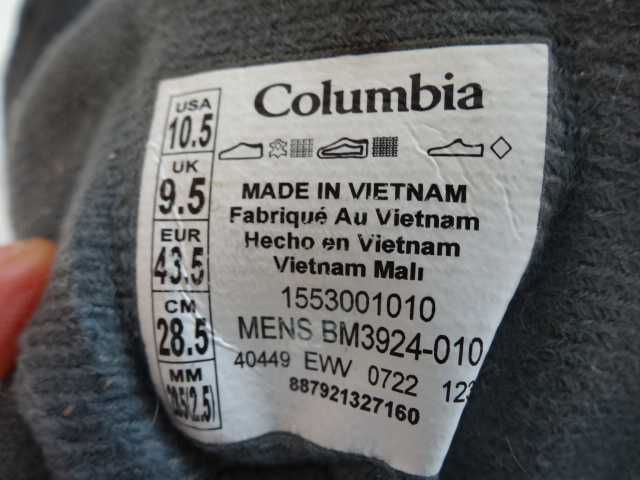 Columbia
USA
10.5
UK
9.5
EUR
43.5
CM
28.5
MM
MADE IN VIETNAM
Fabriqué Au Vietnam
Hecho en Vietnam
Vietnam Malı
1553001010
MENS BM3924-010
40449 EWV 0722
887921327160